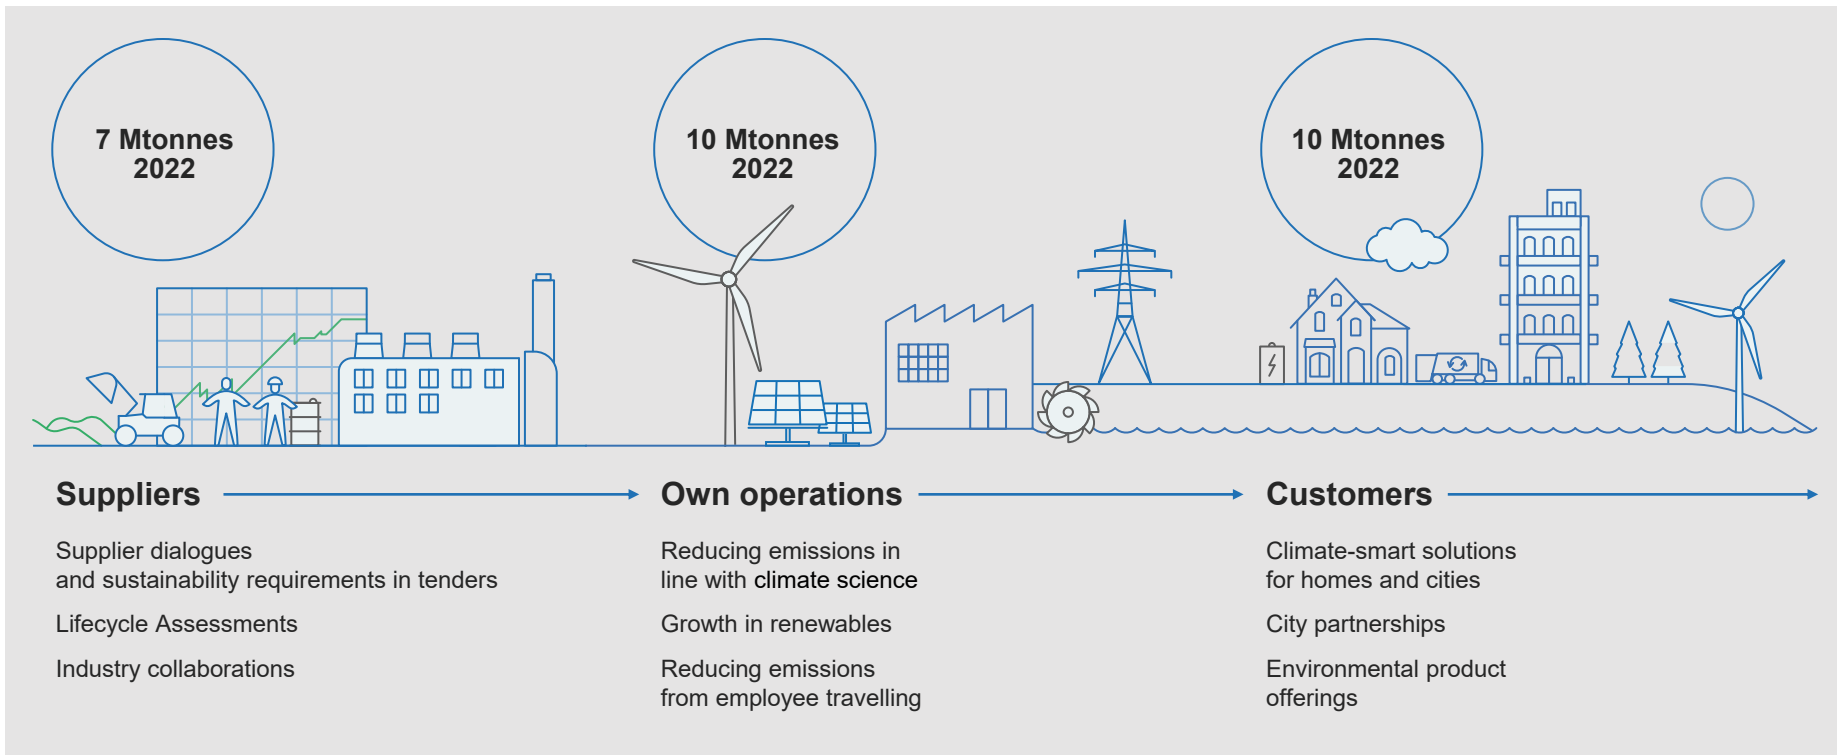 7 Mtonnes
2022
10 Mtonnes
2022
10 Mtonnes
2022
Suppliers
Supplier dialogues
and sustainability requirements in tenders
Lifecycle Assessments
Industry collaborations
Own operations
Reducing emissions in
line with climate science
Growth in renewables
Reducing emissions
from employee travelling
Customers
Climate-smart solutions
for homes and cities
City partnerships
Environmental product
offerings